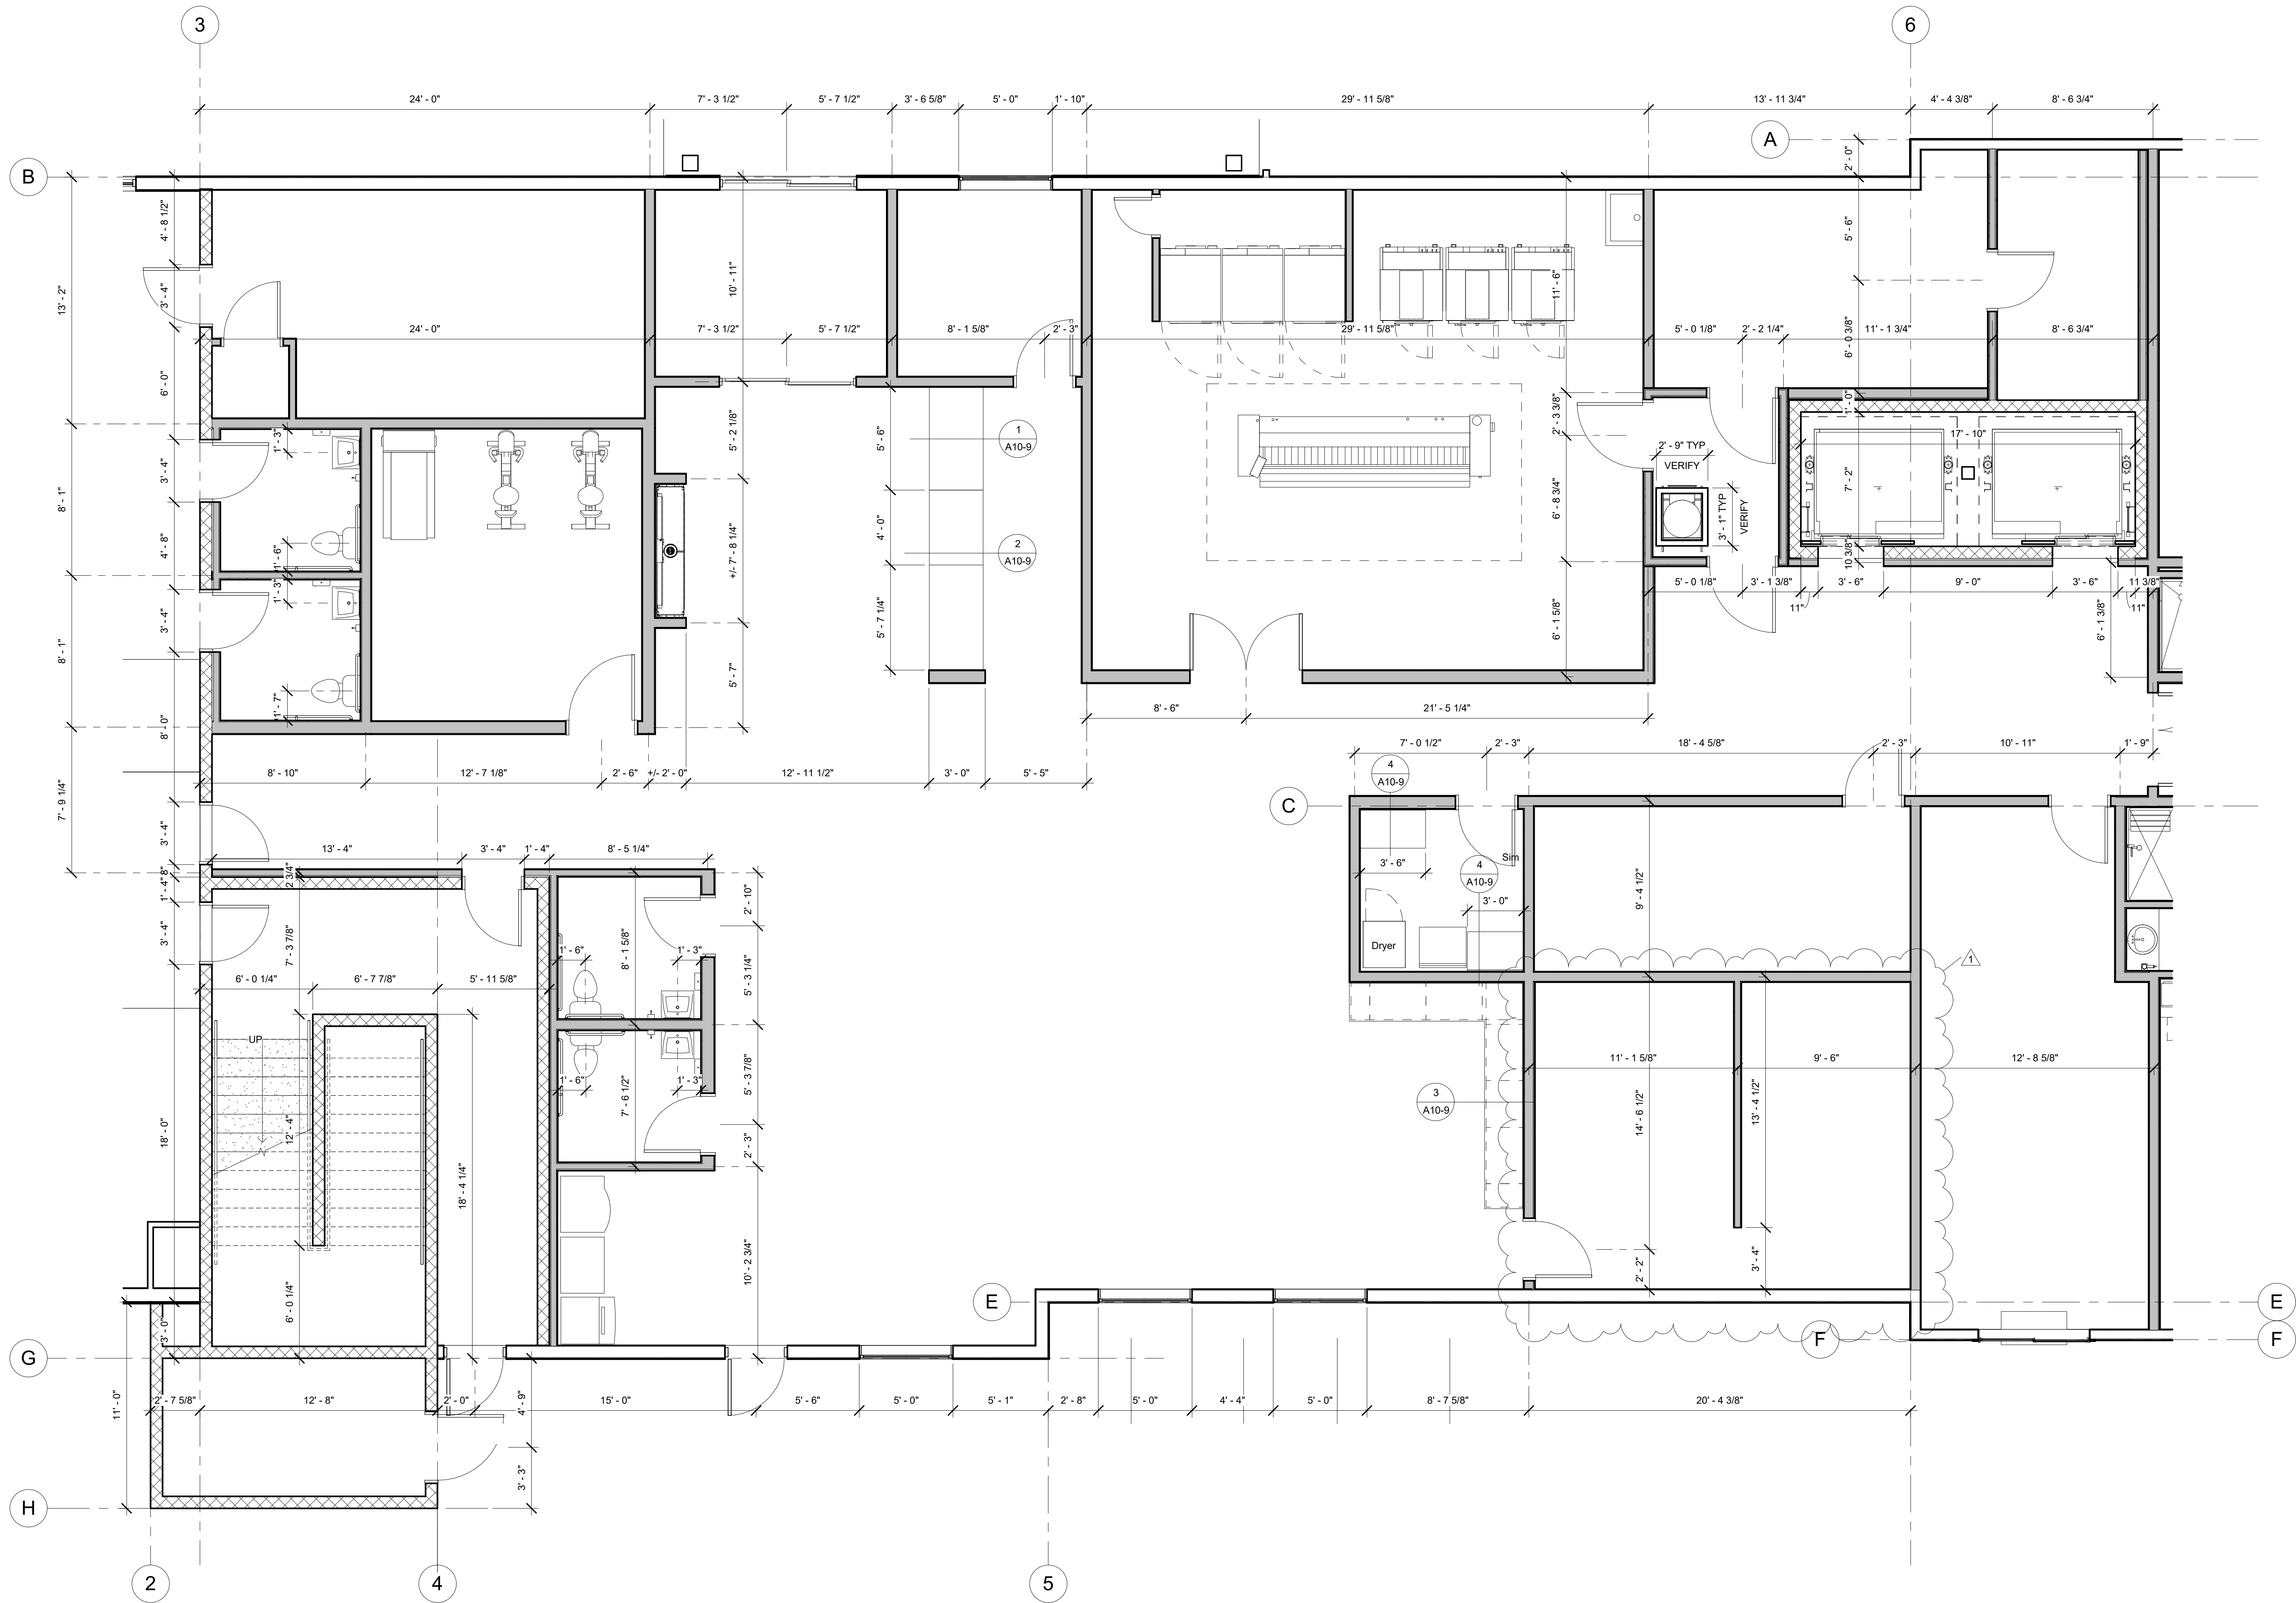 3
6
24' - 0"
7' - 3 1/2"
5' - 7 1/2"
3' - 6 5/8"
5' - 0"
1' - 10"
29' - 11 5/8"
13' - 11 3/4"
4' - 4 3/8"
8' - 6 3/4"
A
2' - 0"
B
4' - 8 1/2"
5' - 6"
13' - 2"
3' - 4"
10' - 11"
11' - 6"
24' - 0"
7' - 3 1/2"
5' - 7 1/2"
8' - 1 5/8"
2' - 3"
29' - 11 5/8"
5' - 0 1/8"
2' - 2 1/4"
11' - 1 3/4"
8' - 6 3/4"
6' - 0 3/8"
6' - 0"
1' - 0"
2' - 3 3/8"
5' - 2 1/8"
5' - 6"
1
A10-9
1' - 3"
17' - 10"
2' - 9" TYP
VERIFY
3' - 4"
7' - 2"
8' - 1"
3' - 1" TYP
VERIFY
6' - 8 3/4"
4' - 0"
4' - 8"
+/- 7' - 8 1/4"
2
A10-9
1' - 6"
10 3/8"
1' - 3"
5' - 0 1/8"
3' - 1 3/8"
3' - 6"
9' - 0"
3' - 6"
11 3/8"
11"
11"
3' - 4"
5' - 7 1/4"
6' - 1 5/8"
6' - 1 3/8"
8' - 1"
5' - 7"
1' - 7"
8' - 0"
8' - 6"
21' - 5 1/4"
7' - 0 1/2"
2' - 3"
18' - 4 5/8"
2' - 3"
10' - 11"
1' - 9"
8' - 10"
12' - 7 1/8"
2' - 6"
+/- 2' - 0"
12' - 11 1/2"
3' - 0"
5' - 5"
4
A10-9
7' - 9 1/4"
C
3' - 4"
13' - 4"
3' - 4"
1' - 4"
8' - 5 1/4"
Sim
3' - 6"
4
A10-9
8"
2 3/4"
1' - 4"
2' - 10"
9' - 4 1/2"
3' - 0"
3' - 4"
7' - 3 7/8"
8' - 1 5/8"
1' - 6"
1' - 3"
Dryer
1
6' - 0 1/4"
6' - 7 7/8"
5' - 11 5/8"
5' - 3 1/4"
UP
11' - 1 5/8"
9' - 6"
12' - 8 5/8"
5' - 3 7/8"
1' - 6"
1' - 3"
7' - 6 1/2"
3
A10-9
14' - 6 1/2"
13' - 4 1/2"
18' - 0"
12' - 4"
18' - 4 1/4"
2' - 3"
10' - 2 3/4"
2' - 2"
3' - 4"
6' - 0 1/4"
E
E
3' - 0"
F
F
G
11' - 0"
2' - 7 5/8"
12' - 8"
2' - 0"
4' - 9"
15' - 0"
5' - 6"
5' - 0"
5' - 1"
2' - 8"
5' - 0"
4' - 4"
5' - 0"
8' - 7 5/8"
20' - 4 3/8"
3' - 3"
H
2
4
5